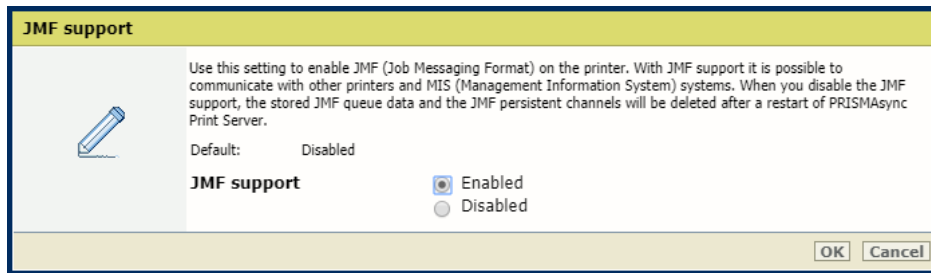 JMF support
Use this setting to enable JMF (Job Messaging Format) on the printer. With JMF support it is possible to
communicate with other printers and MIS (Management Information System) systems. When you disable the JMF
support, the stored JMF queue data and the JMF persistent channels will be deleted after a restart of PRISMAsync
Print Server.
Default: Disabled
JMF support Enabled
Disabled
OK Cancel